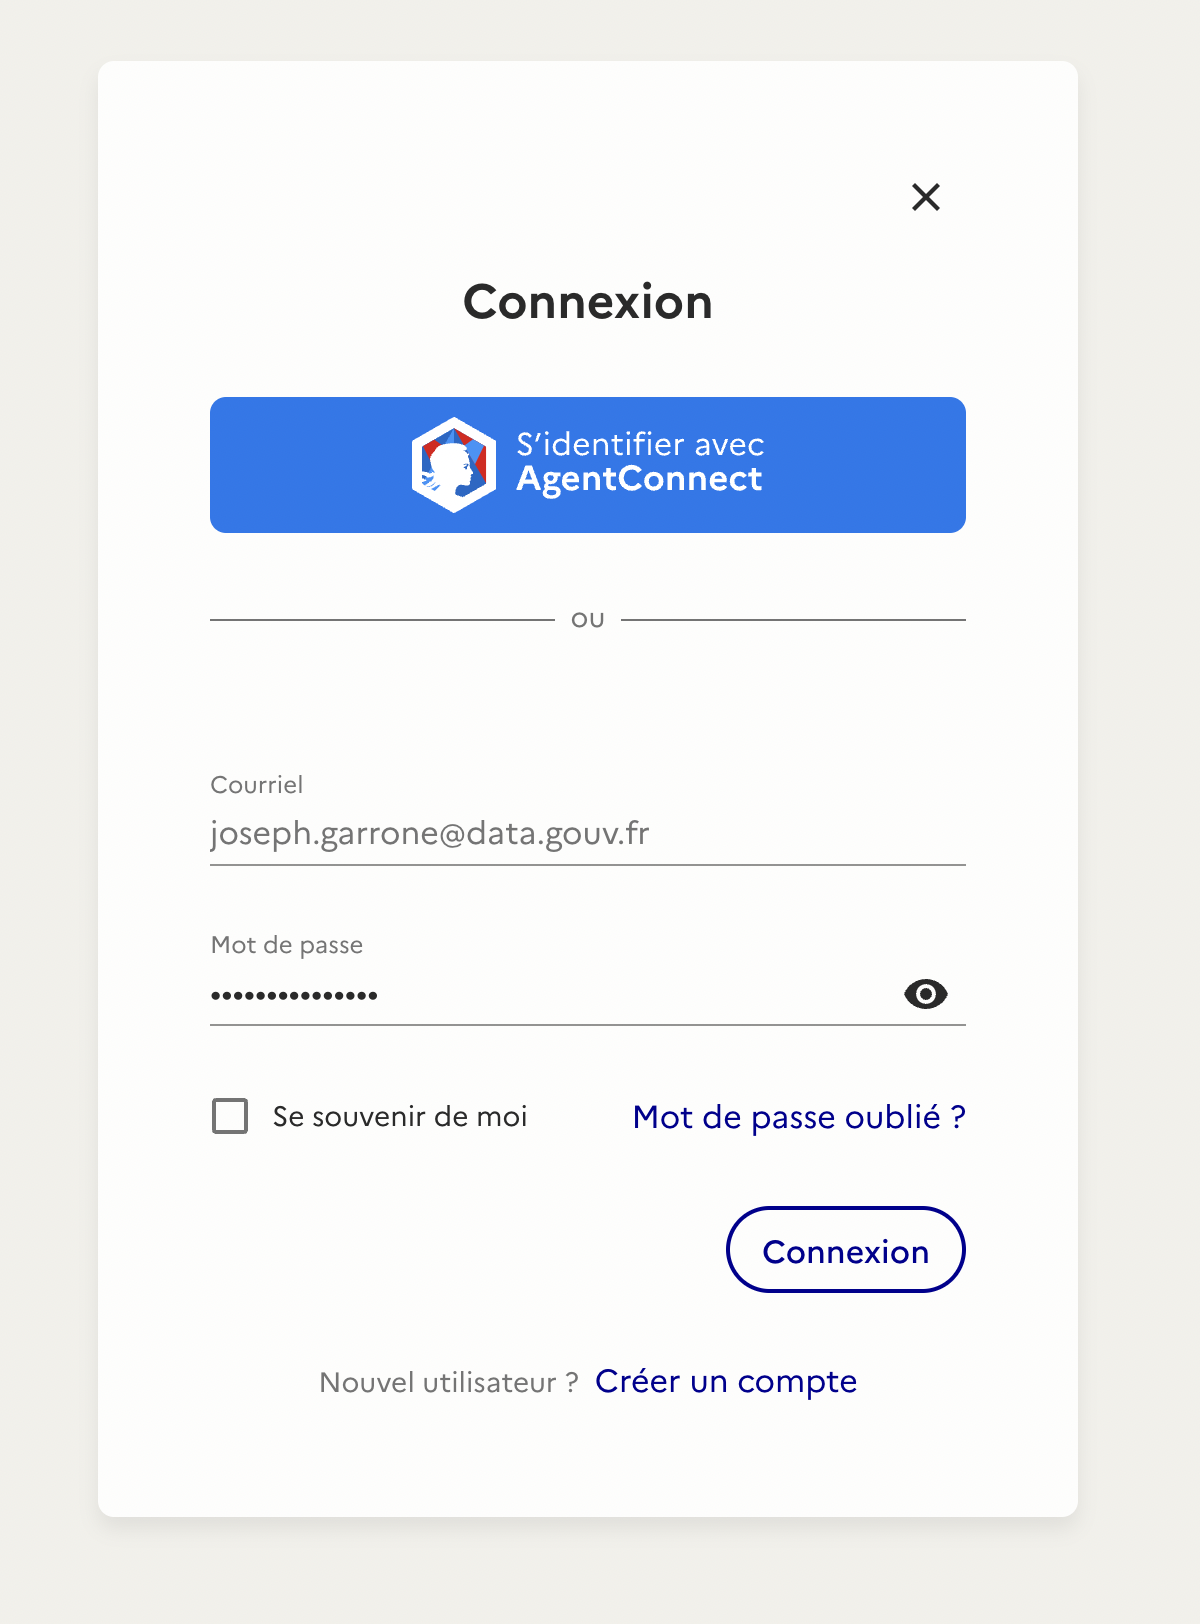 Connexion
S’identifier avec
AgentConnect
ou
Courriel
joseph.garrone@data.gouv.fr
Mot de passe
•••••••••••••••
Se souvenir de moi
Mot de passe oublié ?
Connexion
Nouvel utilisateur ? Créer un compte